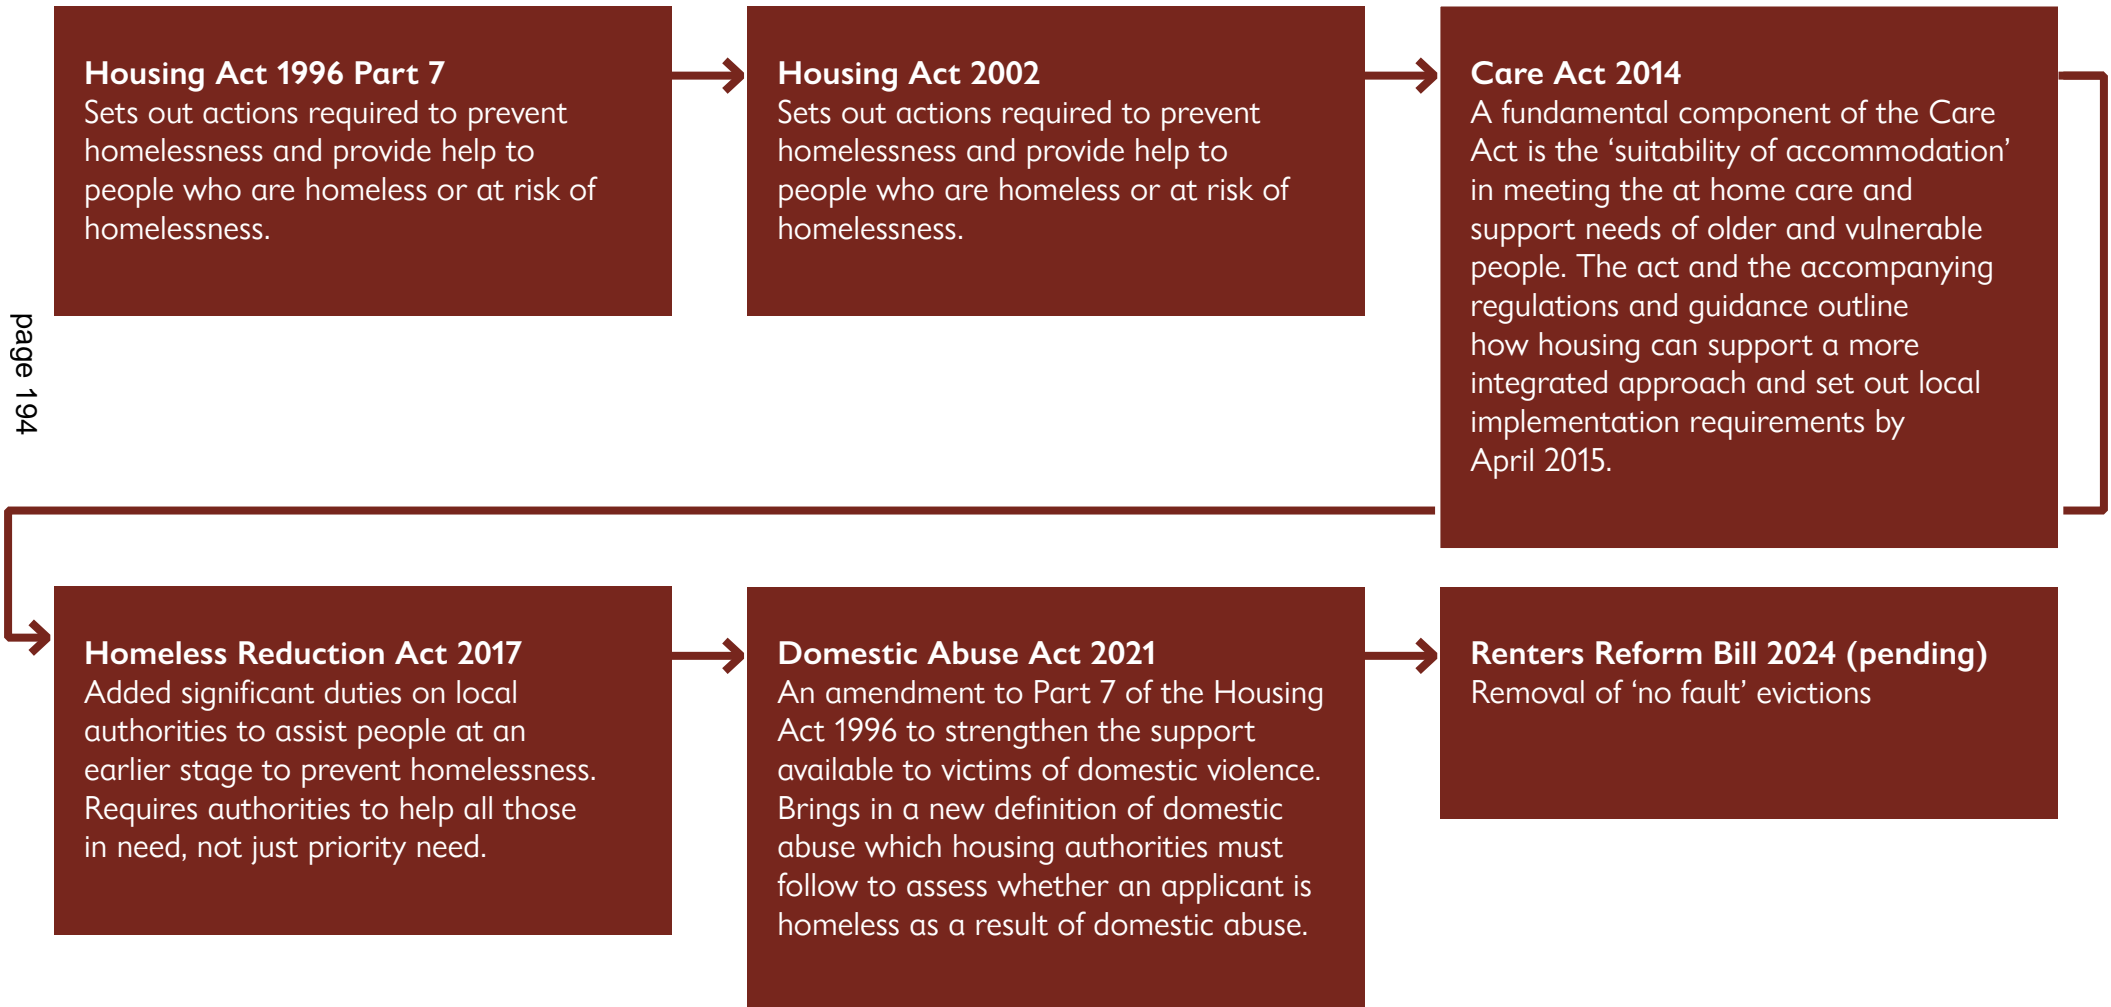 Housing Act 1996 Part 7
Sets out actions required to prevent
homelessness and provide help to
people who are homeless or at risk of
homelessness.
Housing Act 2002
Sets out actions required to prevent
homelessness and provide help to
people who are homeless or at risk of
homelessness.
Care Act 2014
A fundamental component of the Care
Act is the ‘suitability of accommodation’
in meeting the at home care and
support needs of older and vulnerable
people. The act and the accompanying
regulations and guidance outline
how housing can support a more
integrated approach and set out local
implementation requirements by
April 2015.
page 194
Homeless Reduction Act 2017
Added significant duties on local
authorities to assist people at an
earlier stage to prevent homelessness.
Requires authorities to help all those
in need, not just priority need.
Domestic Abuse Act 2021
An amendment to Part 7 of the Housing
Act 1996 to strengthen the support
available to victims of domestic violence.
Brings in a new definition of domestic
abuse which housing authorities must
follow to assess whether an applicant is
homeless as a result of domestic abuse.
Renters Reform Bill 2024 (pending)
Removal of ‘no fault’ evictions